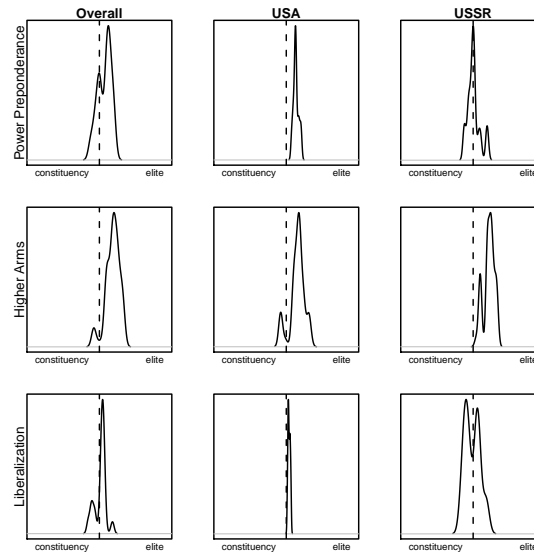 Overall USA USSR
Power Preponderance
constituency elite constituency elite constituency elite
Higher Arms
constituency elite constituency elite constituency elite
Liberalization
constituency elite constituency elite constituency elite